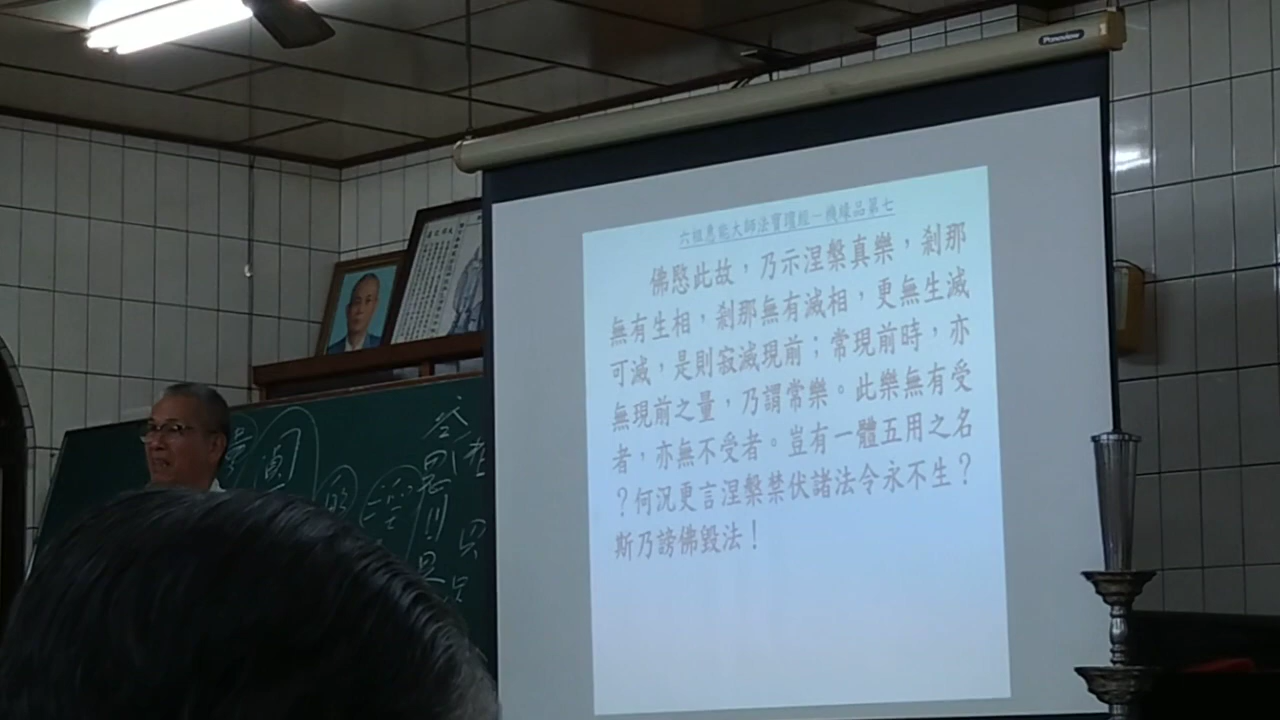 Panoview
六祖惠能大師法寶壇經－機緣品第七
佛愍此故，乃示涅槃真樂，剎那
無有生相，剎那無有滅相，更無生滅
可滅，是則寂滅現前；常現前時，亦
無現前之量，乃謂常樂。此樂無有受
者，亦無不受者。豈有一體五用之名
？何況更言涅槃禁伏諸法令永不生？
斯乃謗佛毀法！